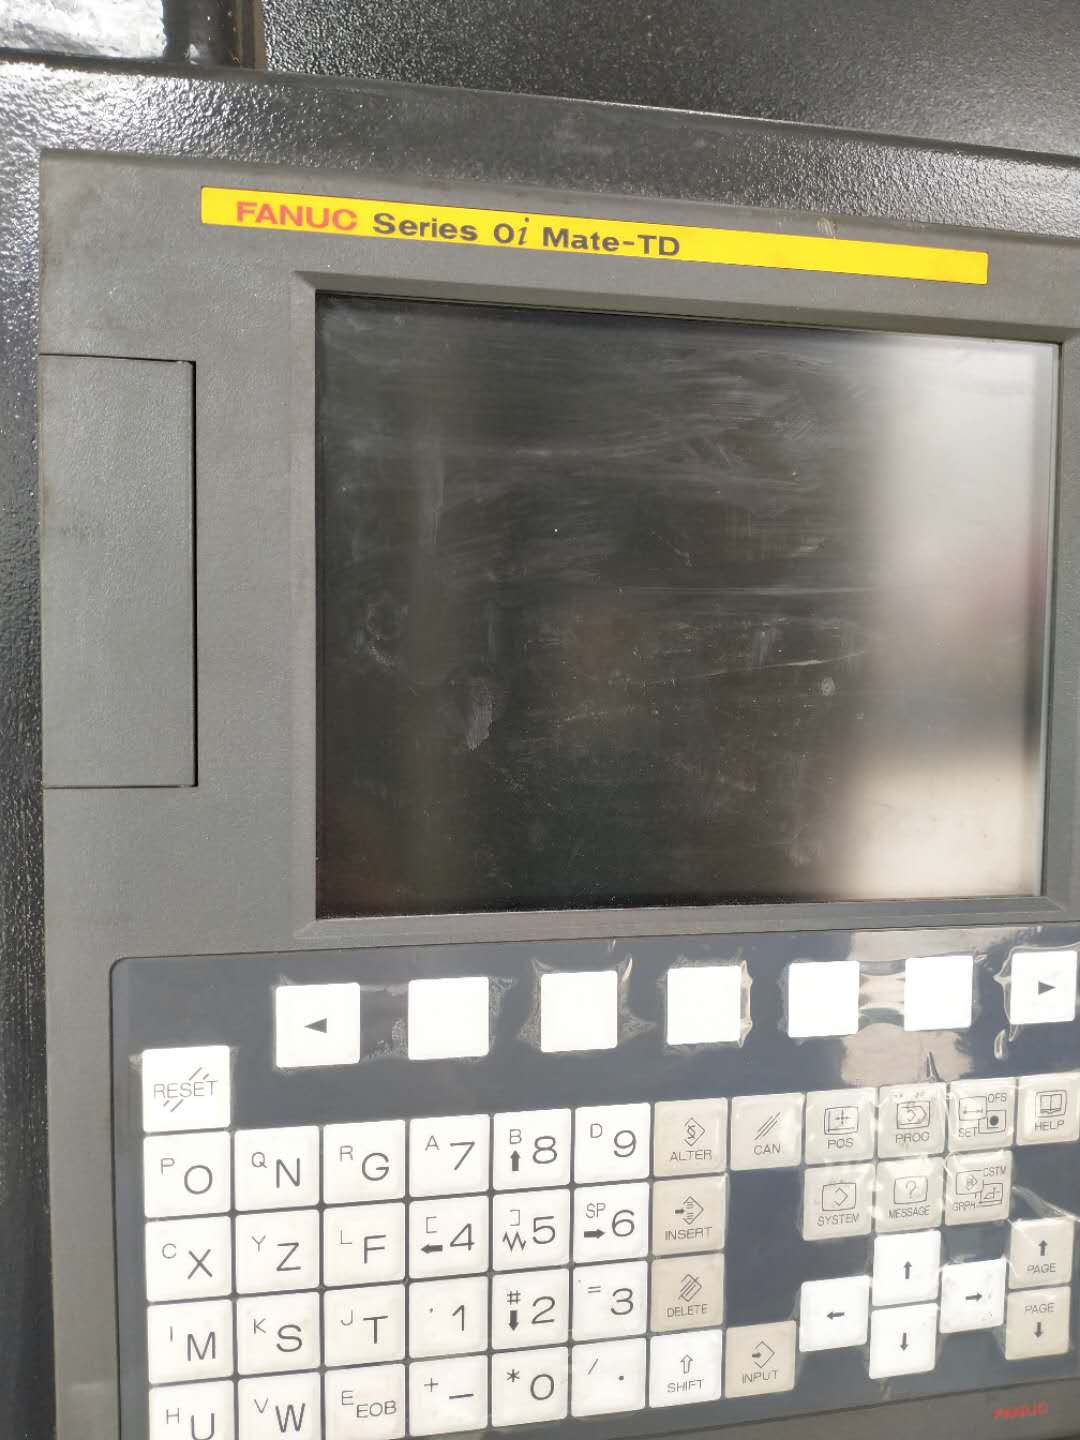 FANUC Series 0i Mate-TD
◄ ►
RESET
P O Q N R G A 7 B ↑ 8 D 9 ALTER CAN POS PROG OFS SET HELP
C X Y Z L F [ ← 4 ] 5 SP → 6 INSERT SYSTEM MESSAGE CSTM GRPH
I M K S J T , 1 # ↓ 2 = 3 DELETE ← ↑ → ↑ PAGE
H U V W E EOB + - * 0 / . ⇧ SHIFT INPUT ↓ PAGE ↓
FANUC